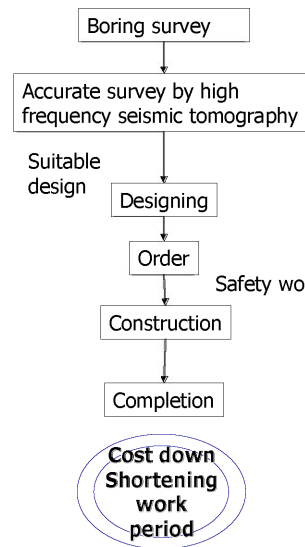 Boring survey
Accurate survey by high
frequency seismic tomography
Suitable
design
Designing
Order
Safety
Construction
Completion
Cost down
Shortening
work
period